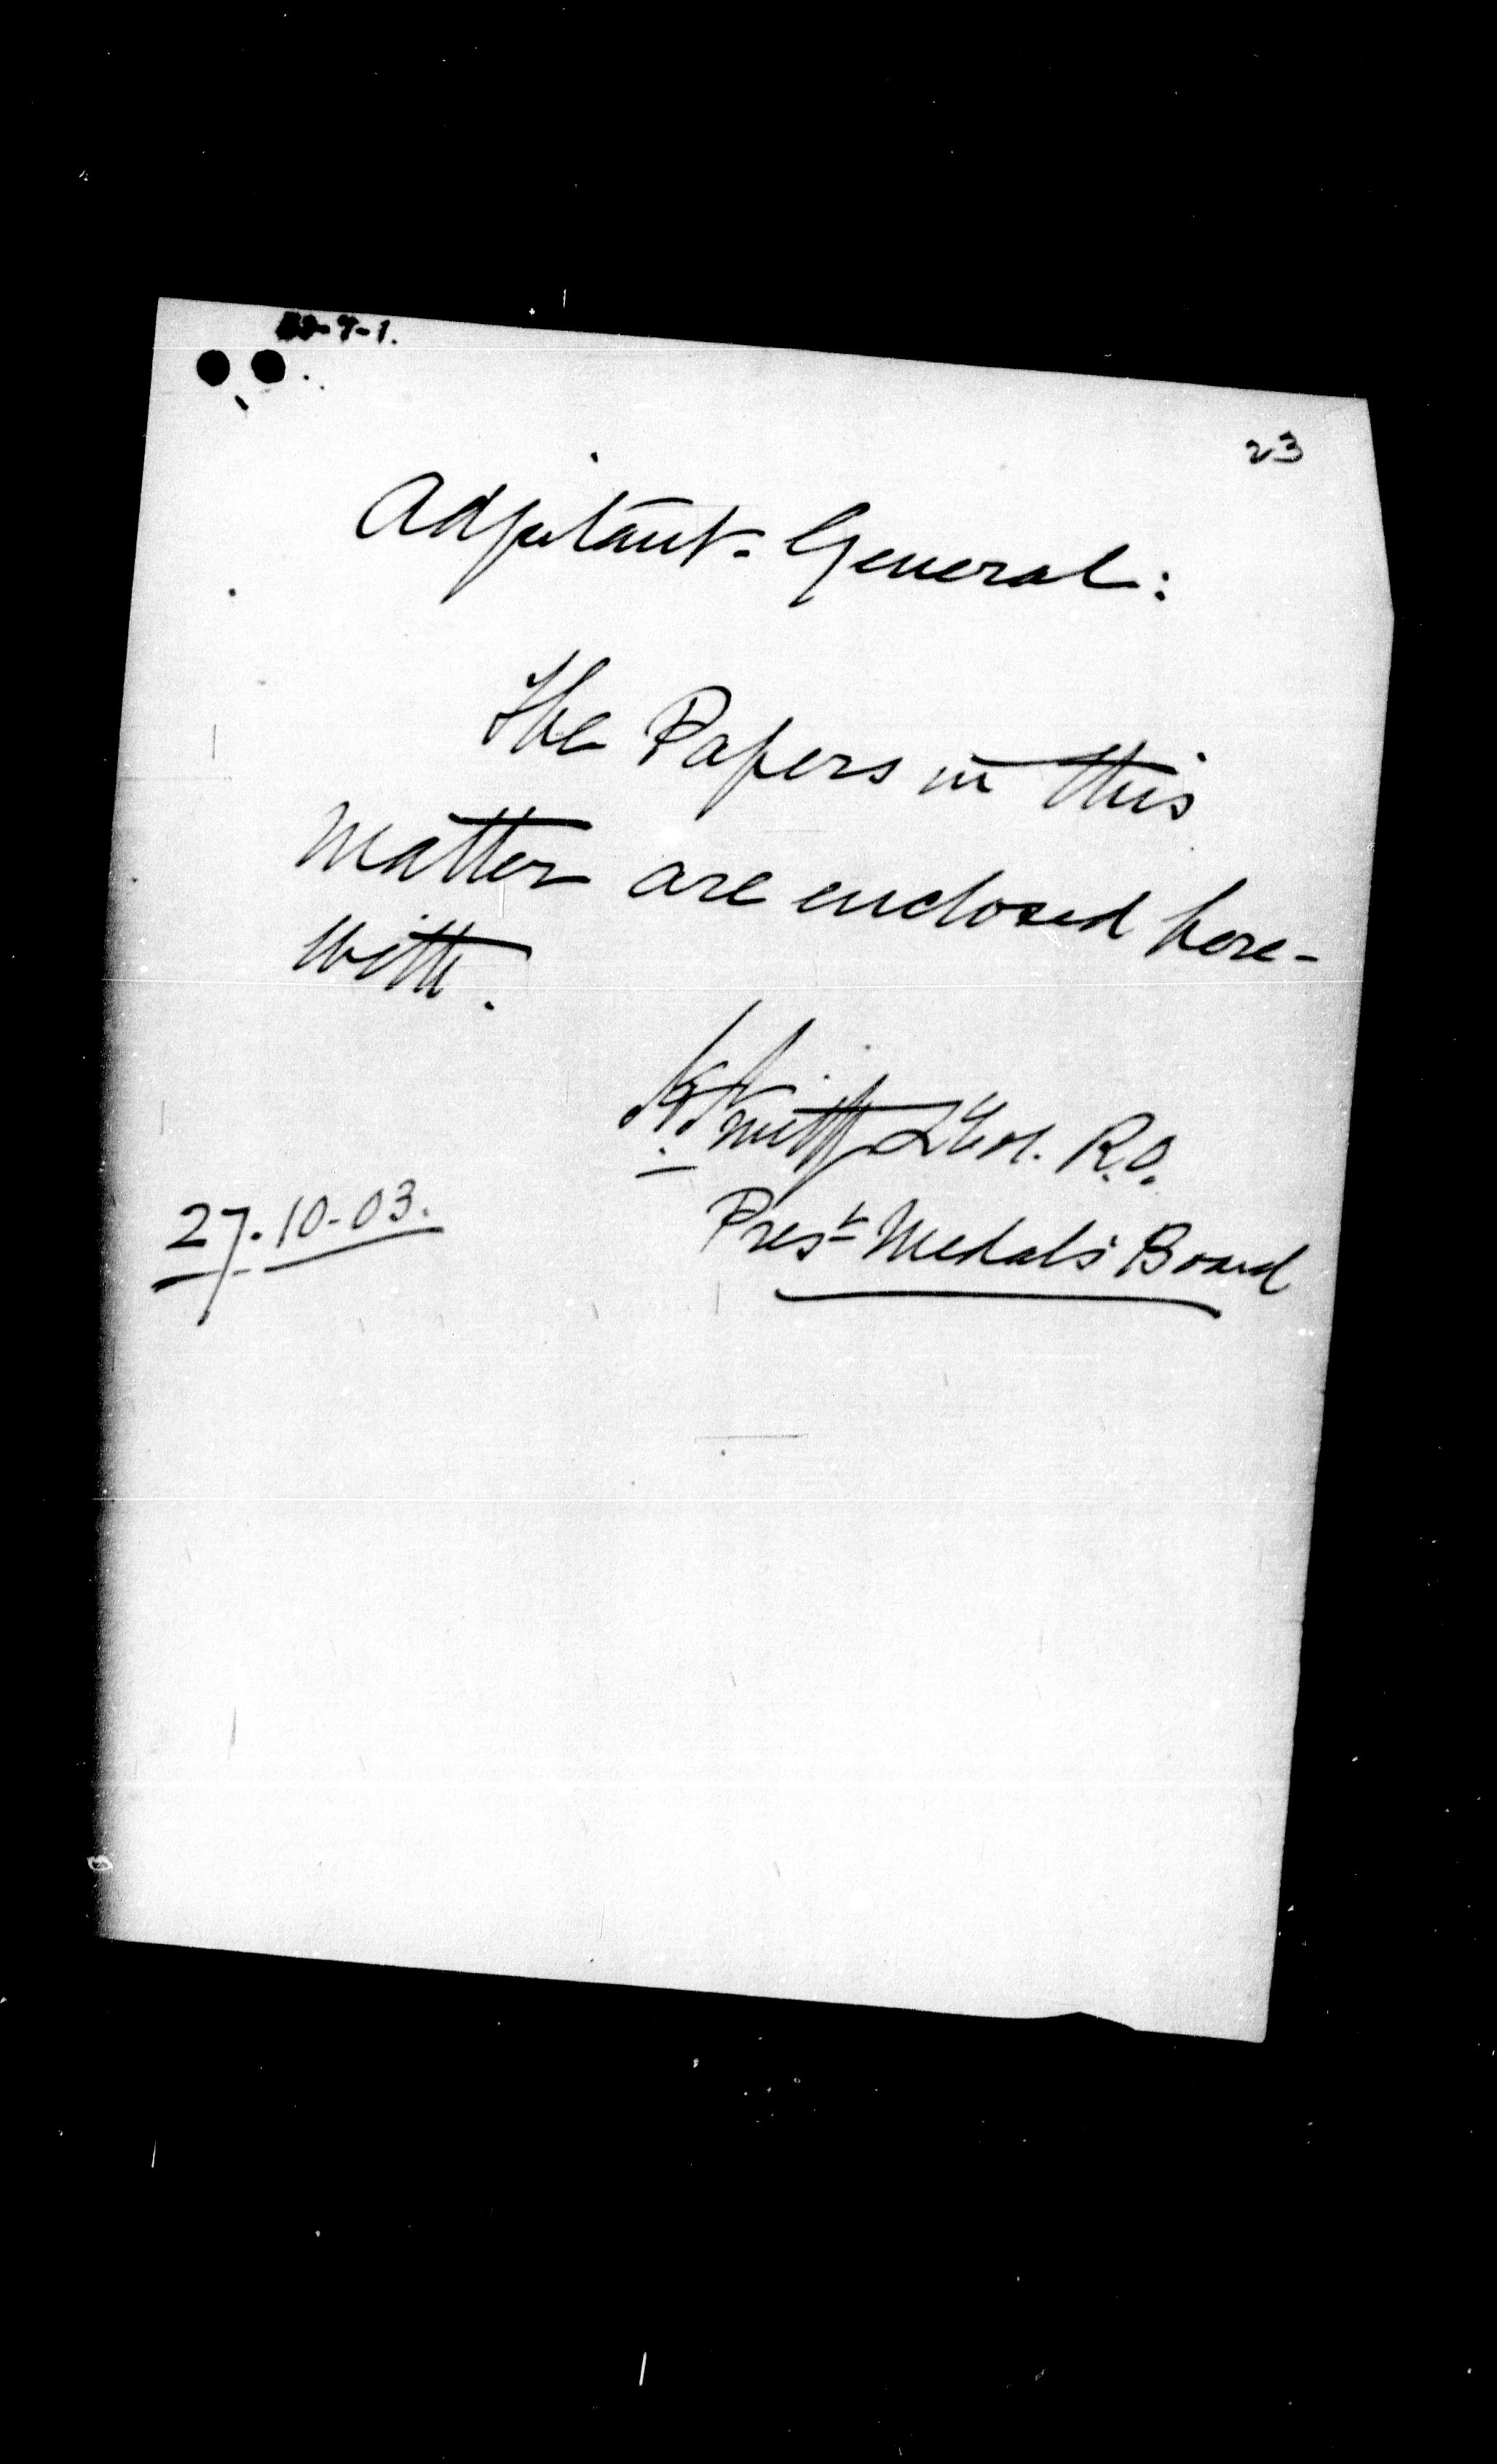 23
Adjutant-General:
The Papers in this
Matter are enclosed here-
with.
Smith Lt Col. R.O.
27.10-03.
Prest Medals Board